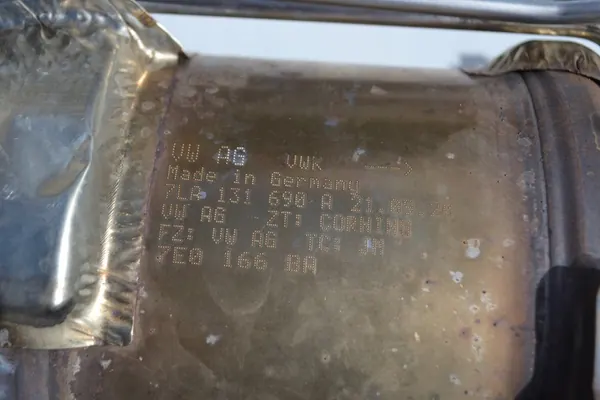 VW AG VWK →
Made in Germany
7LA 131 690 A
VW AG ZT: CORNING
FZ: VW AG TC: JM
7E0 166 BA